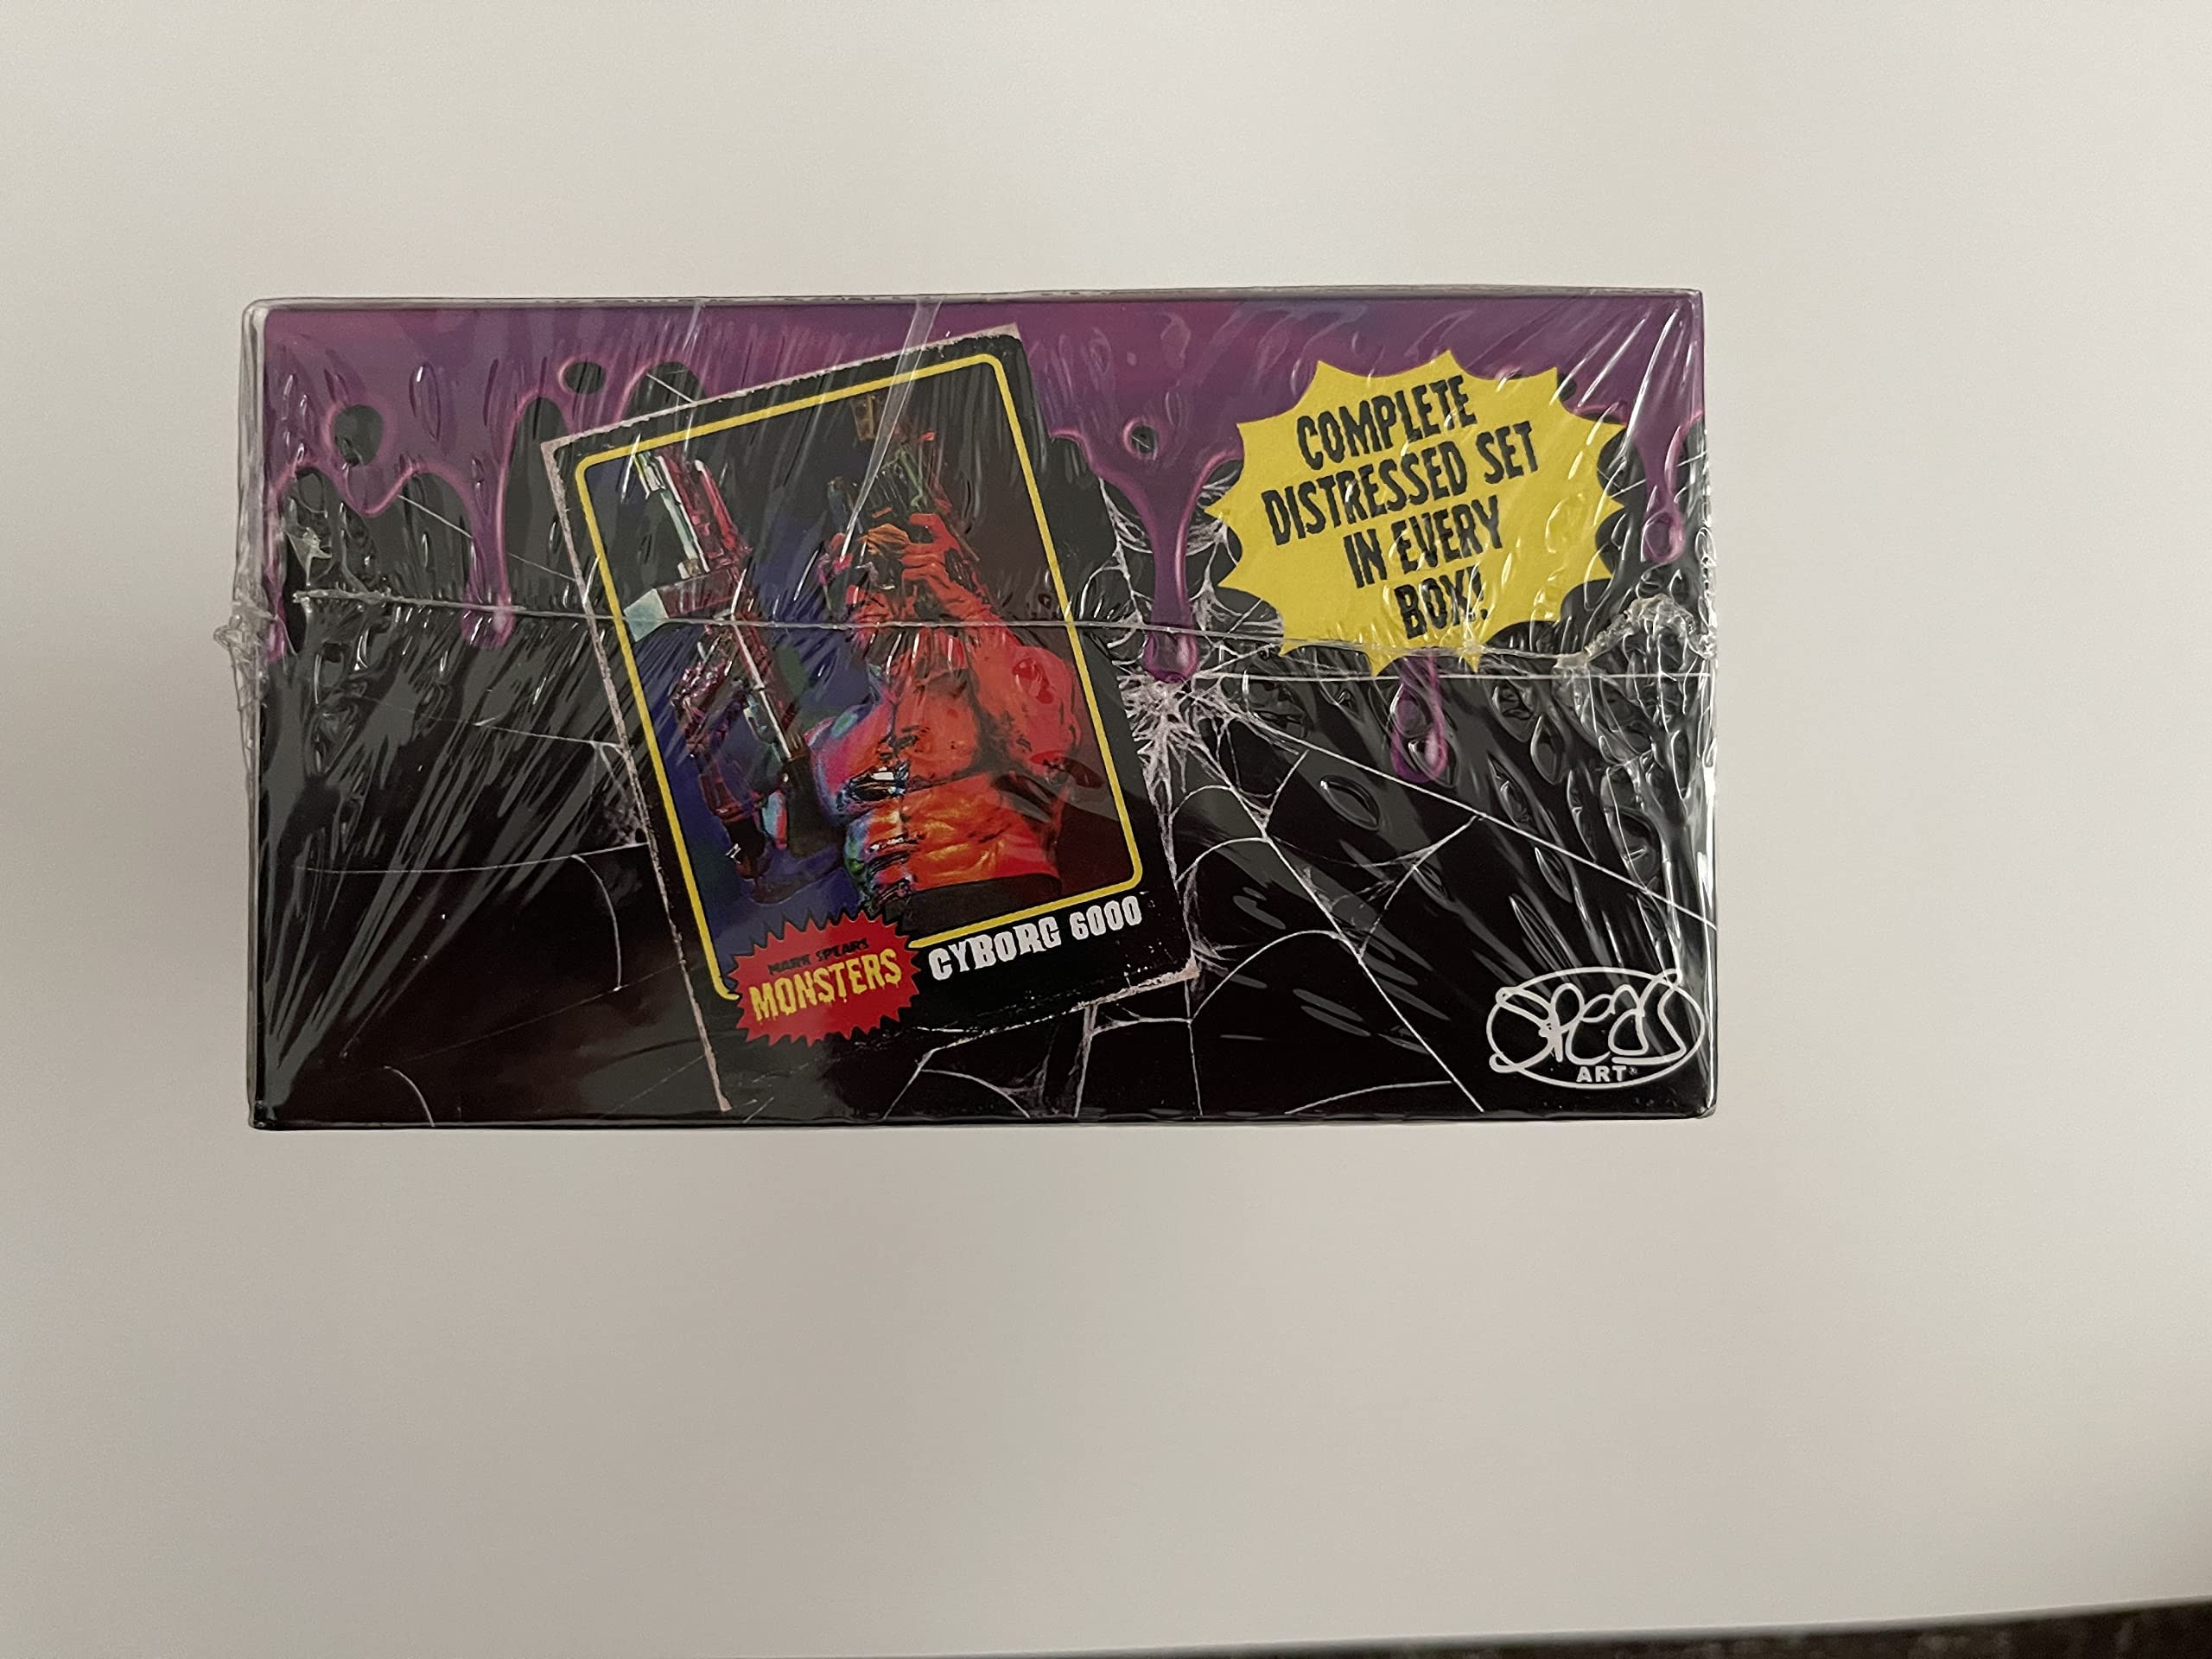 COMPLETE
DISTRESSED SET
IN EVERY
BOX!
MARK SPEARS
MONSTERS
CYBORG 6000
Spears
ART